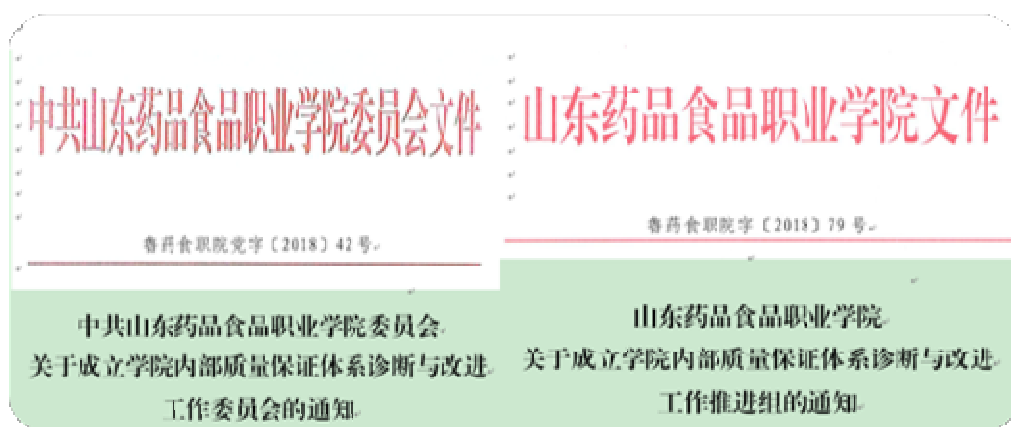 中共山东药品食品职业学院委员会文件
鲁药食职院党字〔2018〕42号
中共山东药品食品职业学院委员会
关于成立学院内部质量保证体系诊断与改进
工作委员会的通知
山东药品食品职业学院文件
鲁药食职院字〔2018〕79号
山东药品食品职业学院
关于成立学院内部质量保证体系诊断与改进
工作推进组的通知